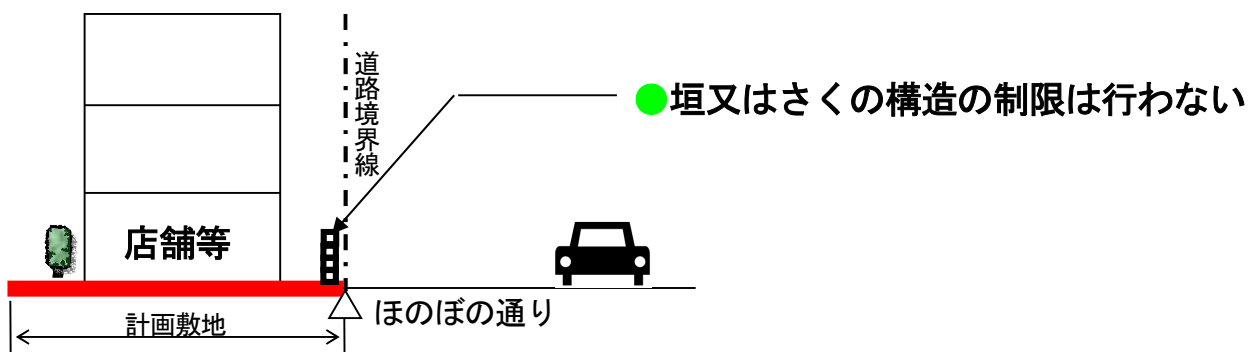 道路境界線
●垣又はさくの構造の制限は行わない
店舗等
ほのぼの通り
計画敷地